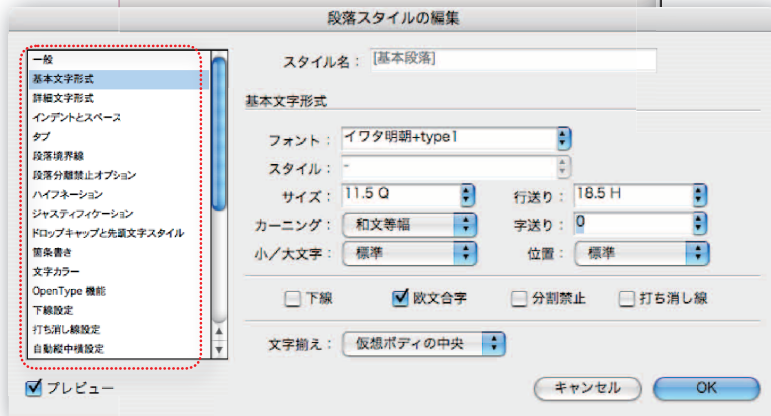 段落スタイルの編集
一般
基本文字形式
詳細文字形式
インデントとスペース
タブ
段落境界線
段落分離禁止オプション
ハイフネーション
ジャスティフィケーション
ドロップキャップと先頭文字スタイル
箇条書き
文字カラー
OpenType 機能
下線設定
打ち消し線設定
自動縦中横設定
プレビュー
スタイル名： [基本段落]
基本文字形式
フォント： イワタ明朝+type1
スタイル： -
サイズ： 11.5 Q 行送り： 18.5 H
カーニング： 和文等幅 字送り： 0
小／大文字： 標準 位置： 標準
下線 欧文合字 分割禁止 打ち消し線
文字揃え： 仮想ボディの中央
キャンセル OK